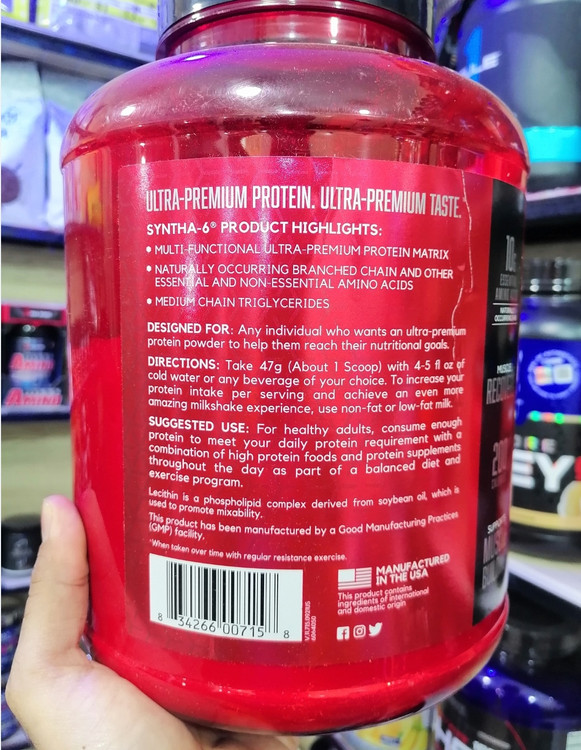 ULTRA-PREMIUM PROTEIN. ULTRA-PREMIUM TASTE.
SYNTHA-6® PRODUCT HIGHLIGHTS:
• MULTI-FUNCTIONAL ULTRA-PREMIUM PROTEIN MATRIX
• NATURALLY OCCURRING BRANCHED CHAIN AND OTHER
ESSENTIAL AND NON-ESSENTIAL AMINO ACIDS
• MEDIUM CHAIN TRIGLYCERIDES
DESIGNED FOR: Any individual who wants an ultra-premium
protein powder to help them reach their nutritional goals.
DIRECTIONS: Take 47g (About 1 Scoop) with 4-5 fl oz of
cold water or any beverage of your choice. To increase your
protein intake per serving and achieve an even more
amazing milkshake experience, use non-fat or low-fat milk.
SUGGESTED USE: For healthy adults, consume enough
protein to meet your daily protein requirement with a
combination of high protein foods and protein supplements
throughout the day as part of a balanced diet and
exercise program.
Lecithin is a phospholipid complex derived from soybean oil, which is
used to promote mixability.
This product has been manufactured by a Good Manufacturing Practices
(GMP) facility.
*When taken over time with regular resistance exercise.
8 34266 00715 8
MANUFACTURED
IN THE USA
This product contains
ingredients of international
and domestic origin
10
MUSCLE
200
AMINO
AMINO